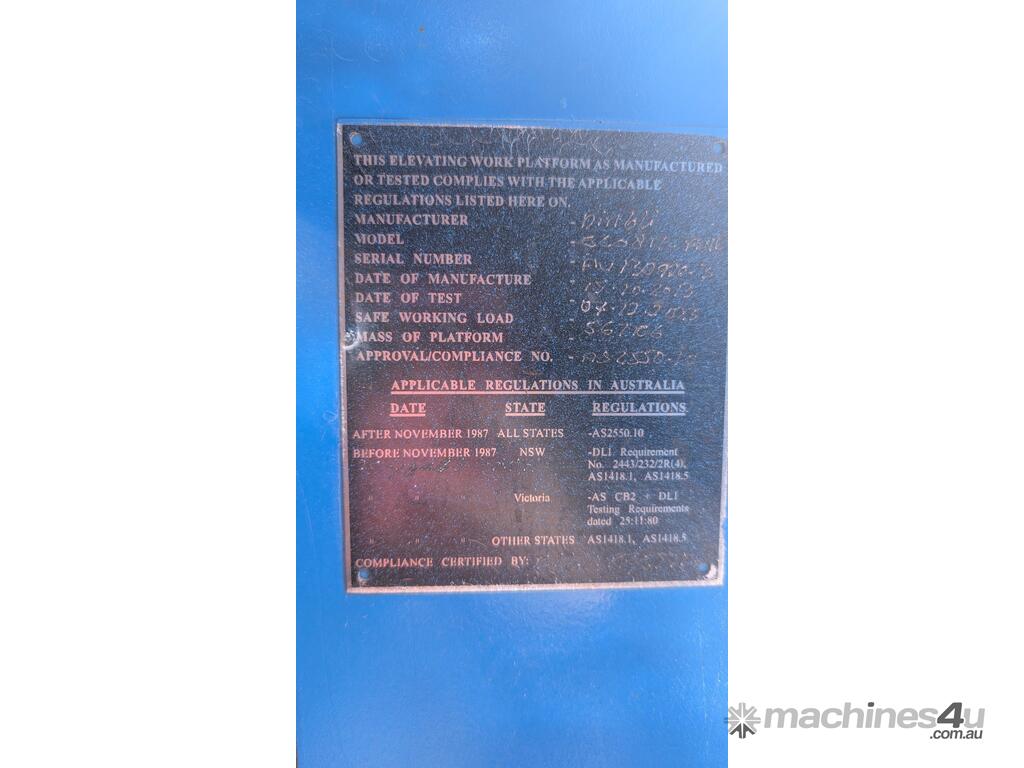 THIS ELEVATING WORK PLATFORM AS MANUFACTURED
OR TESTED COMPLIES WITH THE APPLICABLE
REGULATIONS LISTED HERE ON.
MANUFACTURER
MODEL
SERIAL NUMBER
DATE OF MANUFACTURE
DATE OF TEST
SAFE WORKING LOAD
MASS OF PLATFORM
APPROVAL/COMPLIANCE NO. -AS2550.10
APPLICABLE REGULATIONS IN AUSTRALIA
DATE STATE REGULATIONS
AFTER NOVEMBER 1987 ALL STATES -AS2550.10
BEFORE NOVEMBER 1987 NSW -DL1 Requirement
No. 2443/232/2R(4),
AS1418.1, AS1418.5
" " " Victoria -AS CB2 + DL1
Testing Requirements
dated 25:11:80
" " " OTHER STATES AS1418.1, AS1418.5
COMPLIANCE CERTIFIED BY:
machines4u
.com.au